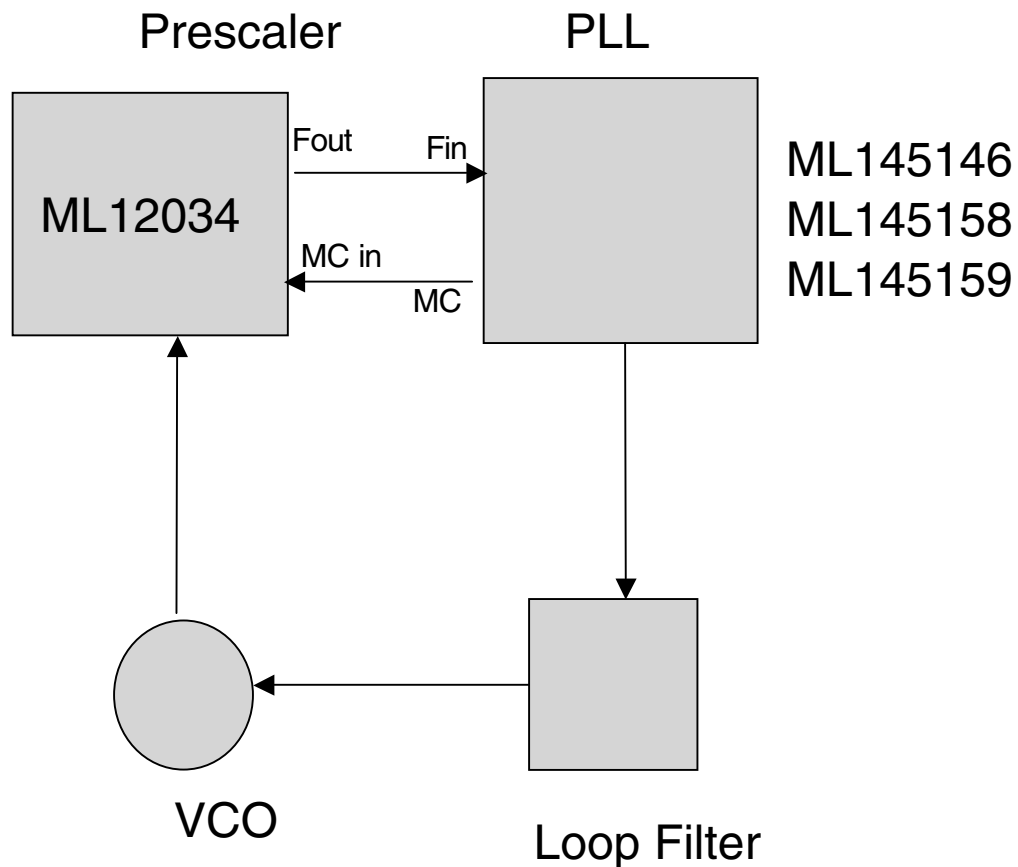 Prescaler
PLL
Fout
Fin
ML12034
MC in
MC
ML145146
ML145158
ML145159
VCO
Loop Filter